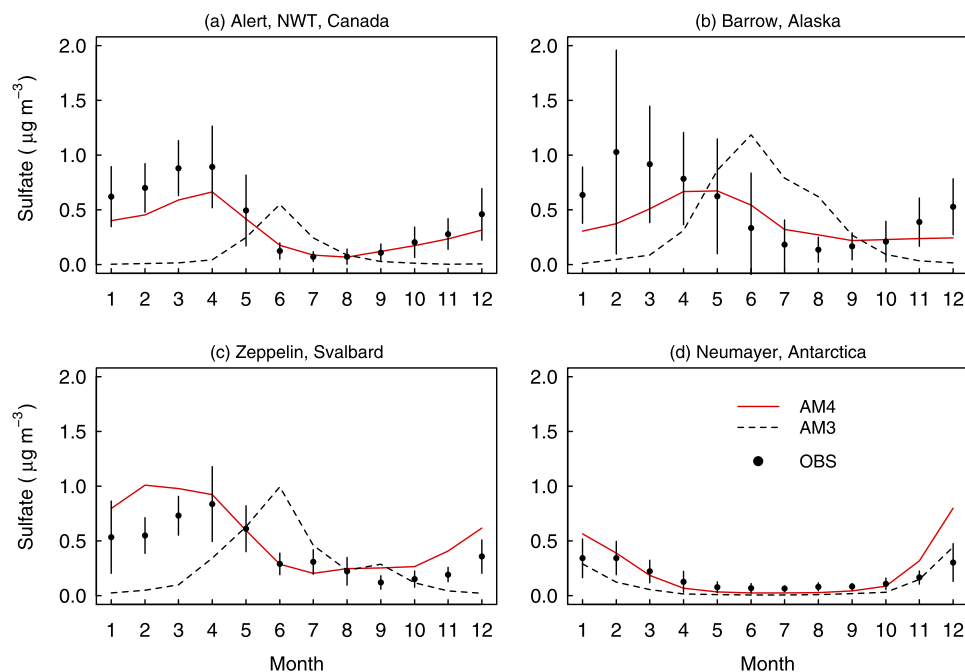 (a) Alert, NWT, Canada
(b) Barrow, Alaska
Sulfate ( μg m−3)
2.0
1.5
1.0
0.5
0.0
1 2 3 4 5 6 7 8 9 10 11 12
2.0
1.5
1.0
0.5
0.0
1 2 3 4 5 6 7 8 9 10 11 12
(c) Zeppelin, Svalbard
(d) Neumayer, Antarctica
Sulfate ( μg m−3)
2.0
1.5
1.0
0.5
0.0
1 2 3 4 5 6 7 8 9 10 11 12
Month
2.0
1.5
1.0
0.5
0.0
AM4
AM3
OBS
1 2 3 4 5 6 7 8 9 10 11 12
Month